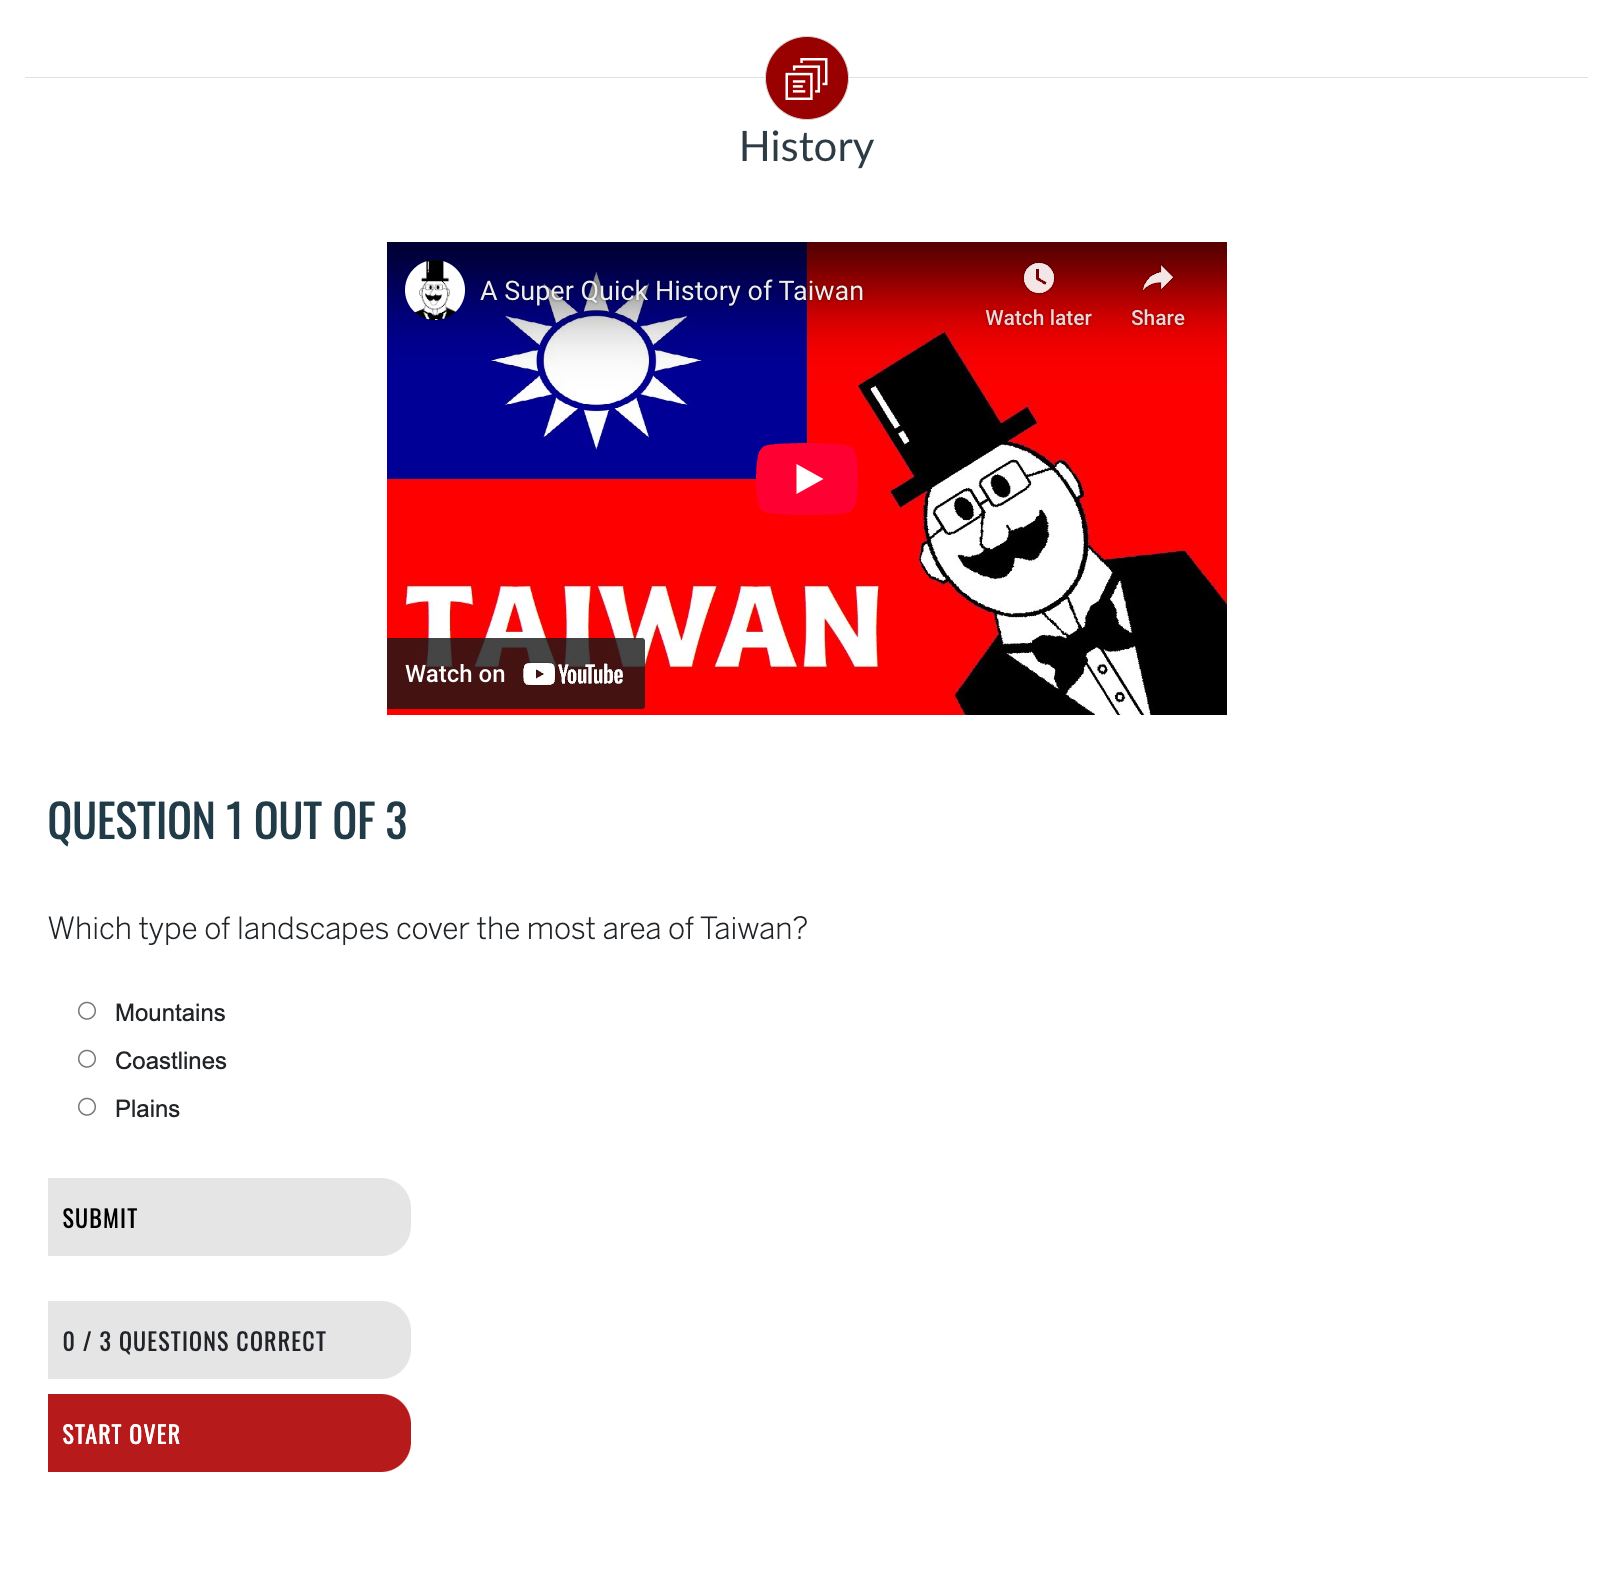 History
A Super Quick History of Taiwan
Watch later
Share
TAIWAN
Watch on YouTube
QUESTION 1 OUT OF 3
Which type of landscapes cover the most area of Taiwan?
Mountains
Coastlines
Plains
SUBMIT
0 / 3 QUESTIONS CORRECT
START OVER